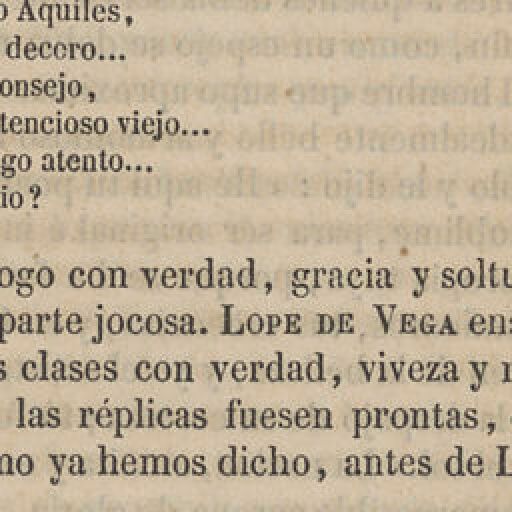 o Aquiles,
decoro...
onsejo,
tencioso viejo...
go atento...
io?
ogo con verdad, gracia y soltu
parte jocosa. LOPE DE VEGA en
s clases con verdad, viveza y
las réplicas fuesen prontas,
no ya hemos dicho, antes de L